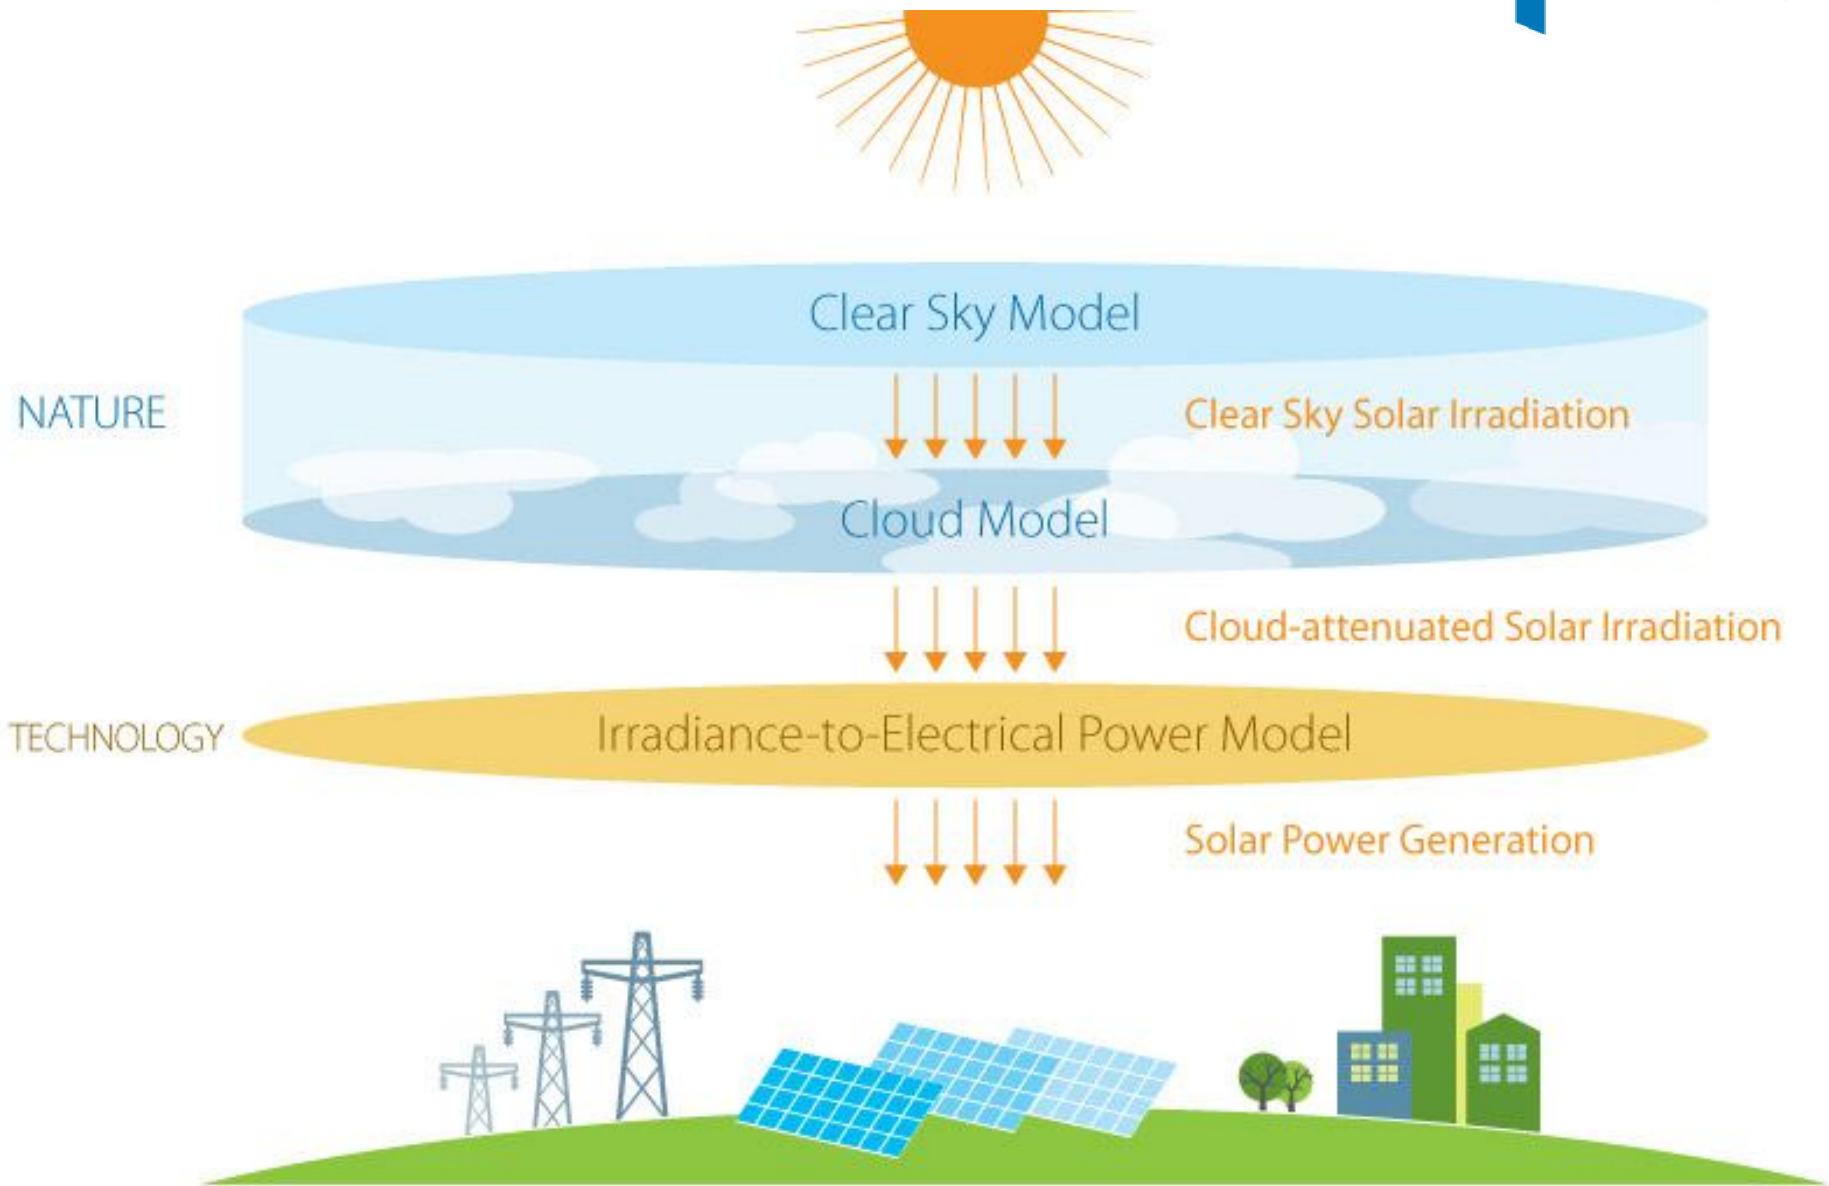 Clear Sky Model
NATURE
Clear Sky Solar Irradiation
Cloud Model
Cloud-attenuated Solar Irradiation
TECHNOLOGY
Irradiance-to-Electrical Power Model
Solar Power Generation